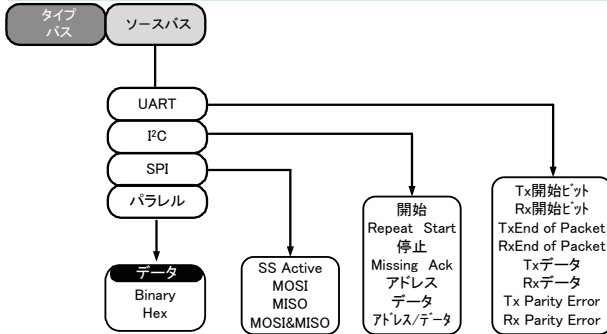 タイプ
バス
ソースバス
UART
I²C
SPI
パラレル
データ
Binary
Hex
SS Active
MOSI
MISO
MOSI&MISO
開始
Repeat Start
停止
Missing Ack
アドレス
データ
アドレス/データ
Tx開始ビット
Rx開始ビット
TxEnd of Packet
RxEnd of Packet
Txデータ
Rxデータ
Tx Parity Error
Rx Parity Error